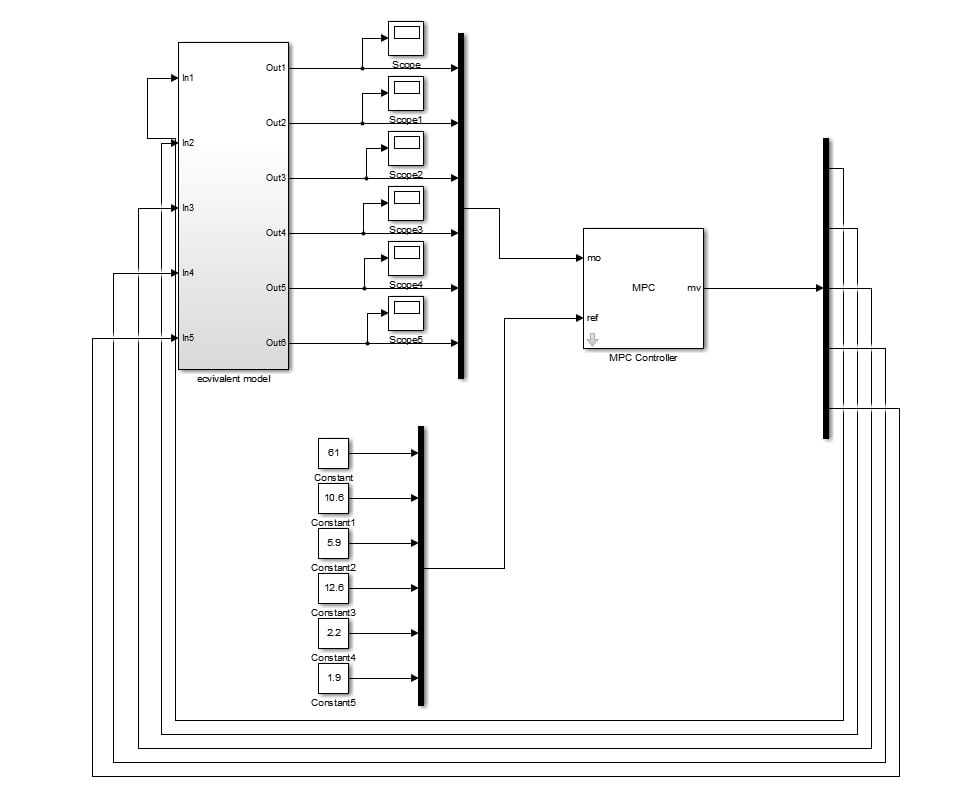 Scope
Out1
In1
Scope1
Out2
In2
Scope2
Out3
In3
Scope3
Out4
mo
In4
Scope4
Out5
MPC
mv
ref
In5
Scope5
Out6
MPC Controller
ecvivalent model
61
Constant
10.6
Constant1
5.9
Constant2
12.6
Constant3
2.2
Constant4
1.9
Constant5